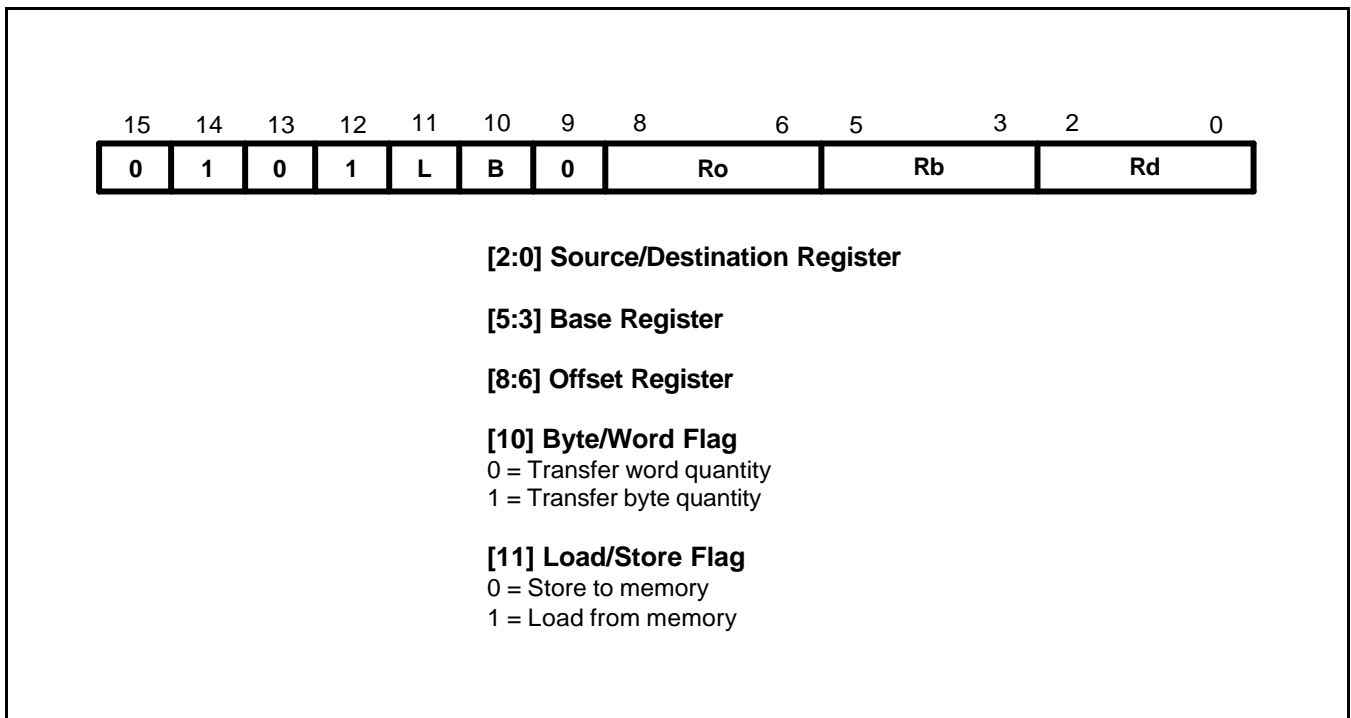 15 14 13 12 11 10 9 8 6 5 3 2 0
0 1 0 1 L B 0 Ro Rb Rd
[2:0] Source/Destination Register
[5:3] Base Register
[8:6] Offset Register
[10] Byte/Word Flag
0 = Transfer word quantity
1 = Transfer byte quantity
[11] Load/Store Flag
0 = Store to memory
1 = Load from memory